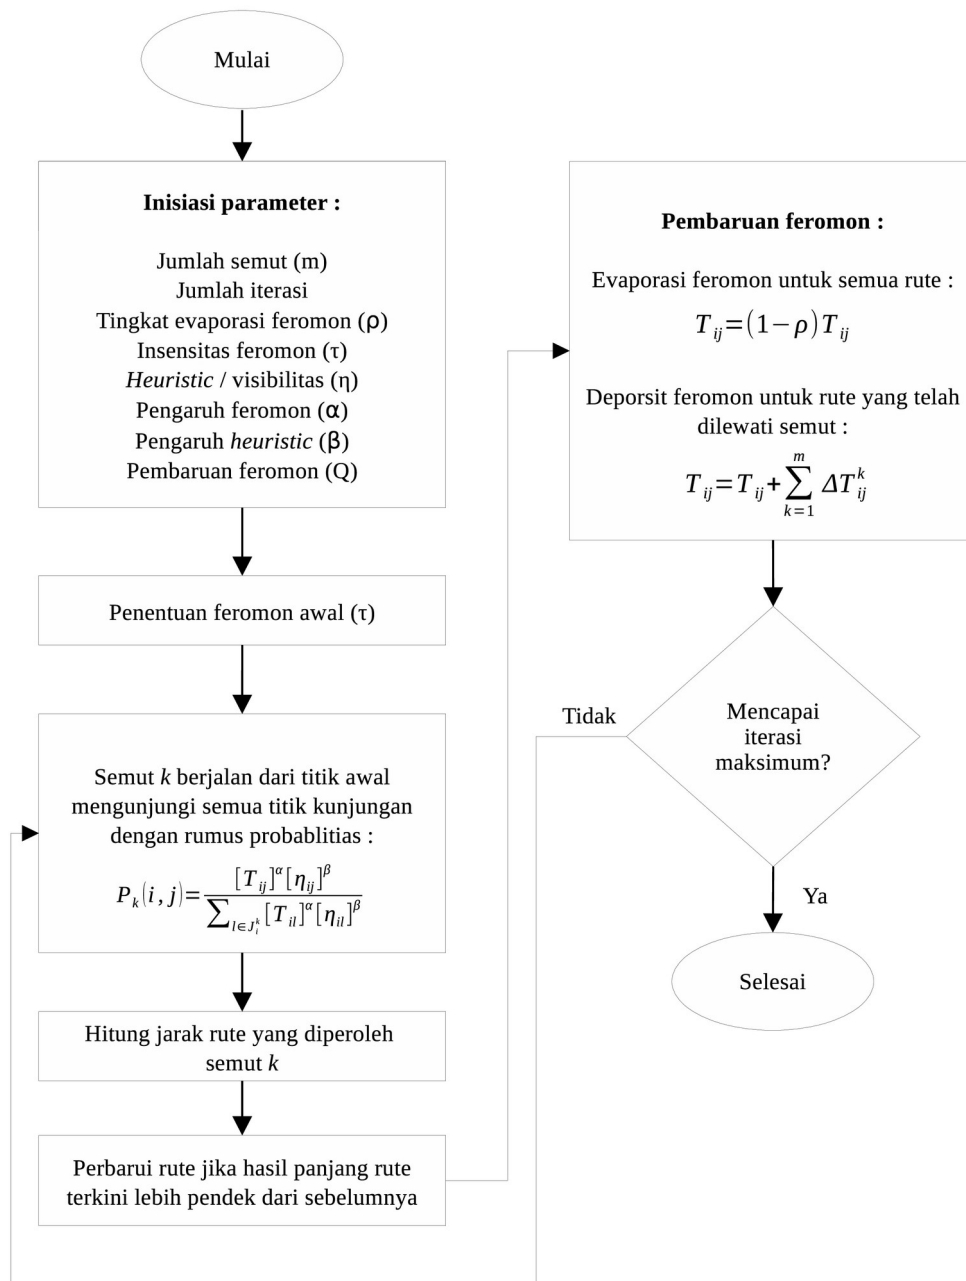 Mulai
Inisiasi parameter :
Jumlah semut (m)
Jumlah iterasi
Tingkat evaporasi feromon (ρ)
Insensitas feromon (τ)
Heuristic / visibilitas (η)
Pengaruh feromon (α)
Pengaruh heuristic (β)
Pembaruan feromon (Q)
Penentuan feromon awal (τ)
Semut k berjalan dari titik awal
mengunjungi semua titik kunjungan
dengan rumus probablitias :
P_k(i, j) = [T_ij]^α [η_ij]^β / ∑_{l∈J_i^k} [T_il]^α [η_il]^β
Hitung jarak rute yang diperoleh
semut k
Perbarui rute jika hasil panjang rute
terkini lebih pendek dari sebelumnya
Pembaruan feromon :
Evaporasi feromon untuk semua rute :
T_ij = (1 − ρ) T_ij
Deporsit feromon untuk rute yang telah
dilewati semut :
T_ij = T_ij + ∑_{k=1}^{m} ΔT_ij^k
Mencapai
iterasi
maksimum?
Tidak
Ya
Selesai